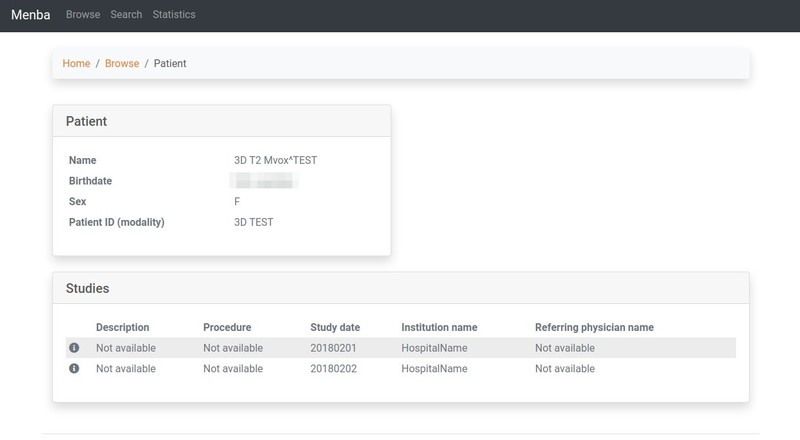 Menba Browse Search Statistics
Home / Browse / Patient
Patient
Name 3D T2 Mvox^TEST
Birthdate
Sex F
Patient ID (modality) 3D TEST
Studies
Description Procedure Study date Institution name Referring physician name
Not available Not available 20180201 HospitalName Not available
Not available Not available 20180202 HospitalName Not available